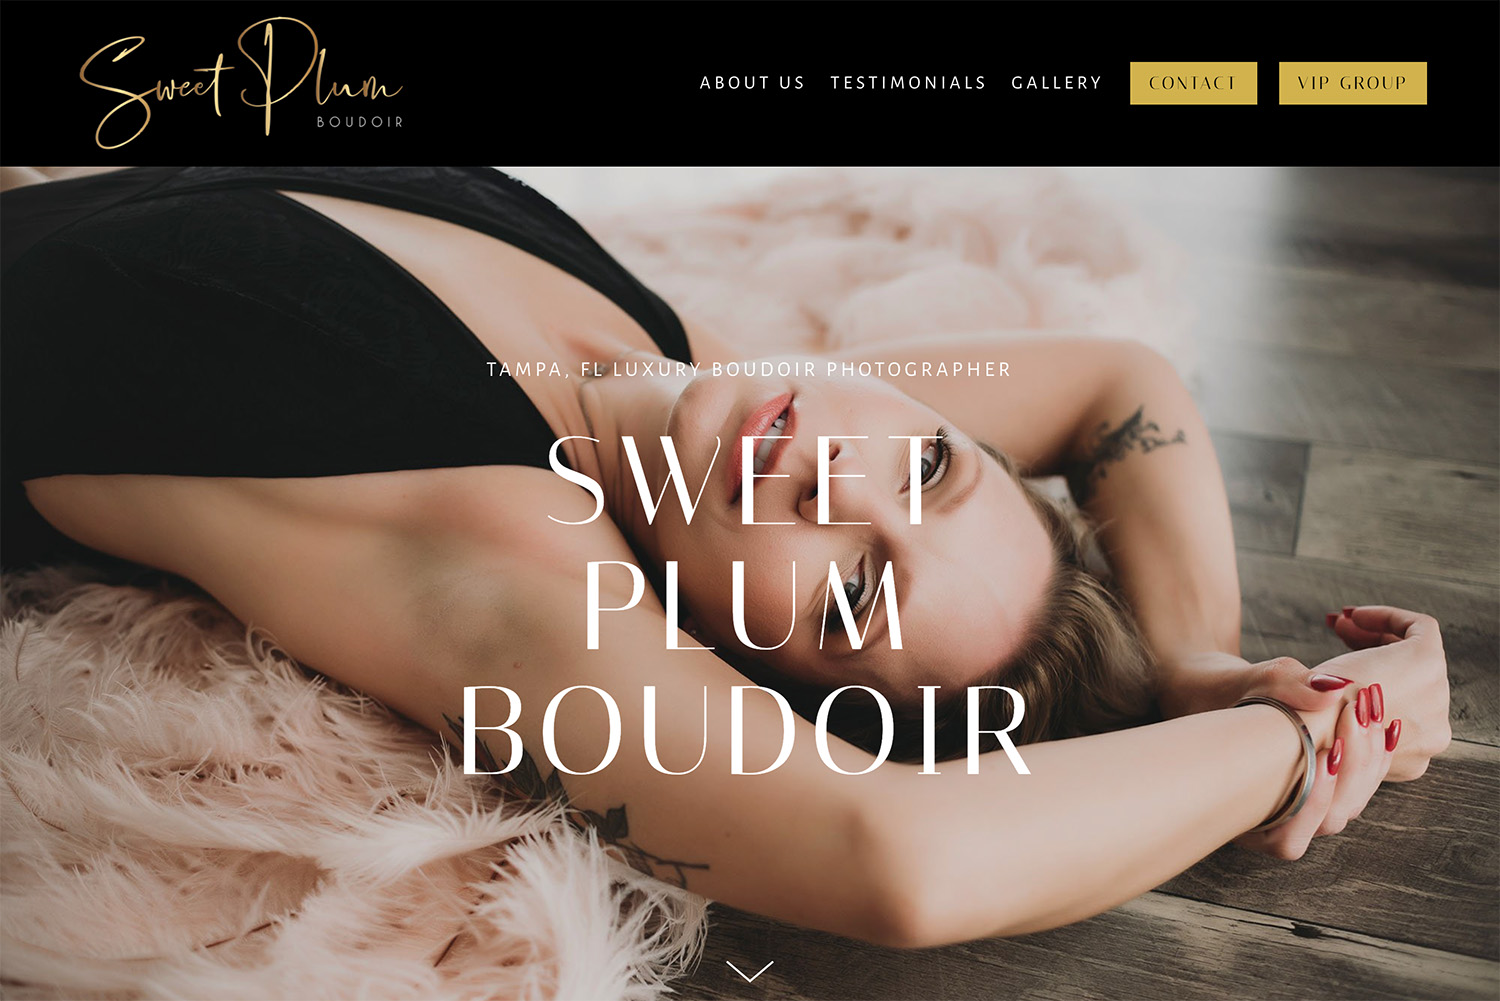 Sweet Plum
BOUDOIR
ABOUT US TESTIMONIALS GALLERY CONTACT VIP GROUP
TAMPA, FL LUXURY BOUDOIR PHOTOGRAPHER
SWEET
PLUM
BOUDOIR